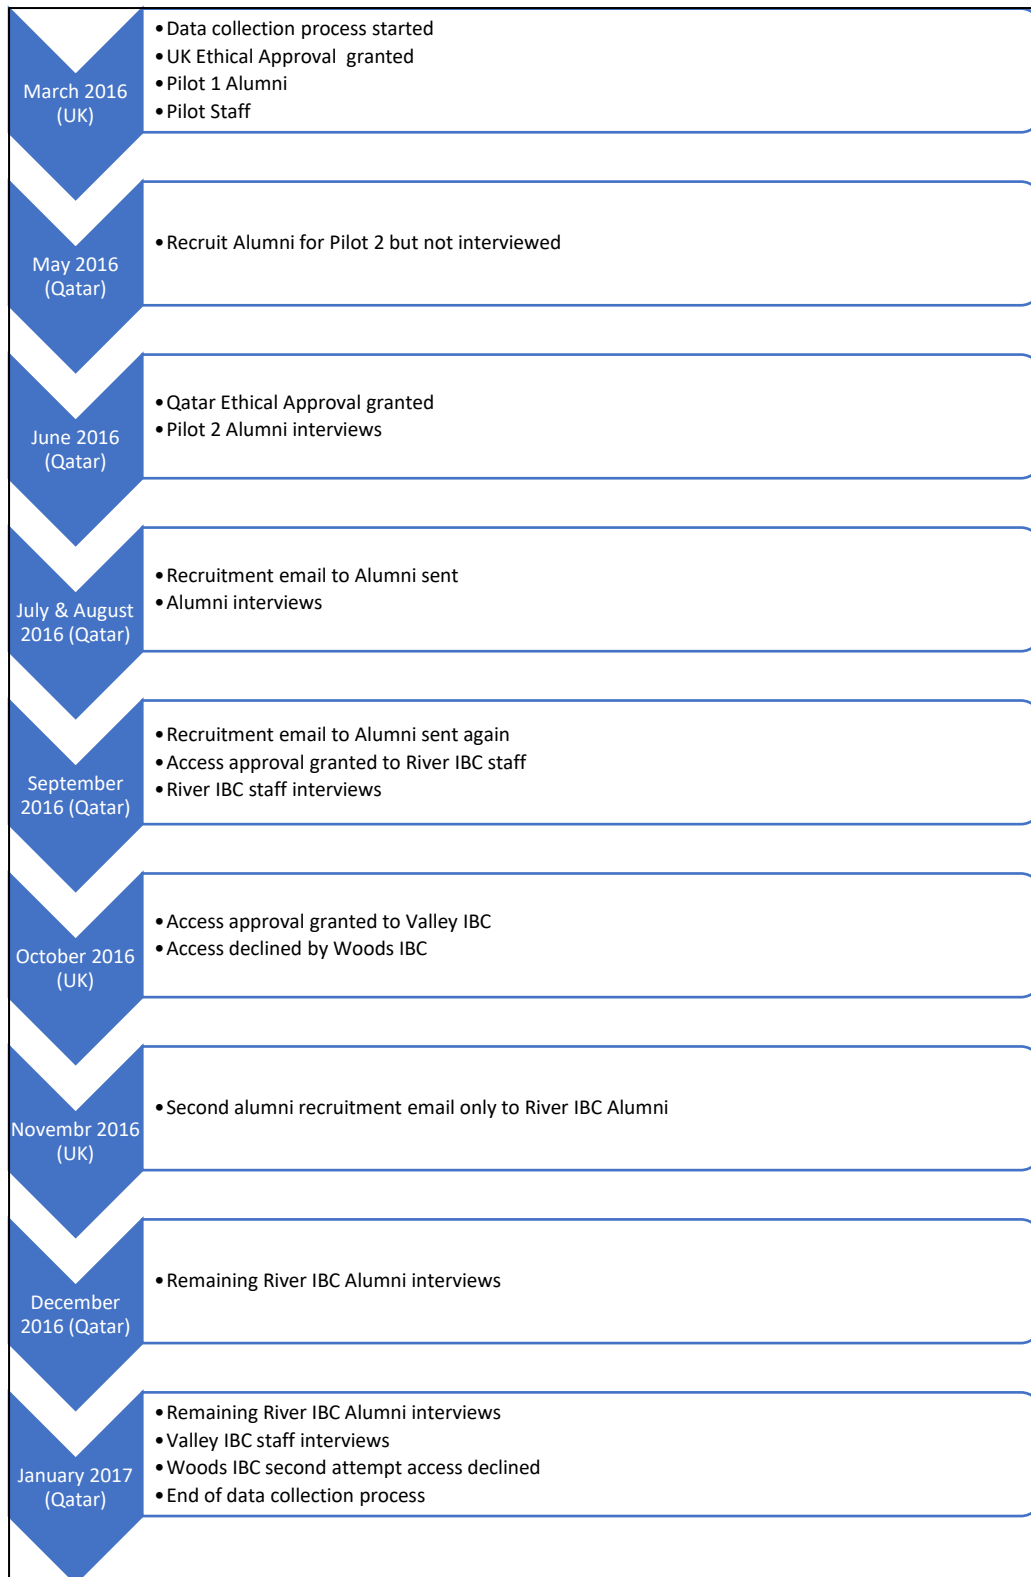 March 2016
(UK)
•Data collection process started
•UK Ethical Approval  granted
•Pilot 1 Alumni
•Pilot Staff
May 2016
(Qatar)
•Recruit Alumni for Pilot 2 but not interviewed
June 2016
(Qatar)
•Qatar Ethical Approval granted
•Pilot 2 Alumni interviews
July & August
2016 (Qatar)
•Recruitment email to Alumni sent
•Alumni interviews
September
2016 (Qatar)
•Recruitment email to Alumni sent again
•Access approval granted to River IBC staff
•River IBC staff interviews
October 2016
(UK)
•Access approval granted to Valley IBC
•Access declined by Woods IBC
Novembr 2016
(UK)
•Second alumni recruitment email only to River IBC Alumni
December
2016 (Qatar)
•Remaining River IBC Alumni interviews
January 2017
(Qatar)
•Remaining River IBC Alumni interviews
•Valley IBC staff interviews
•Woods IBC second attempt access declined
•End of data collection process